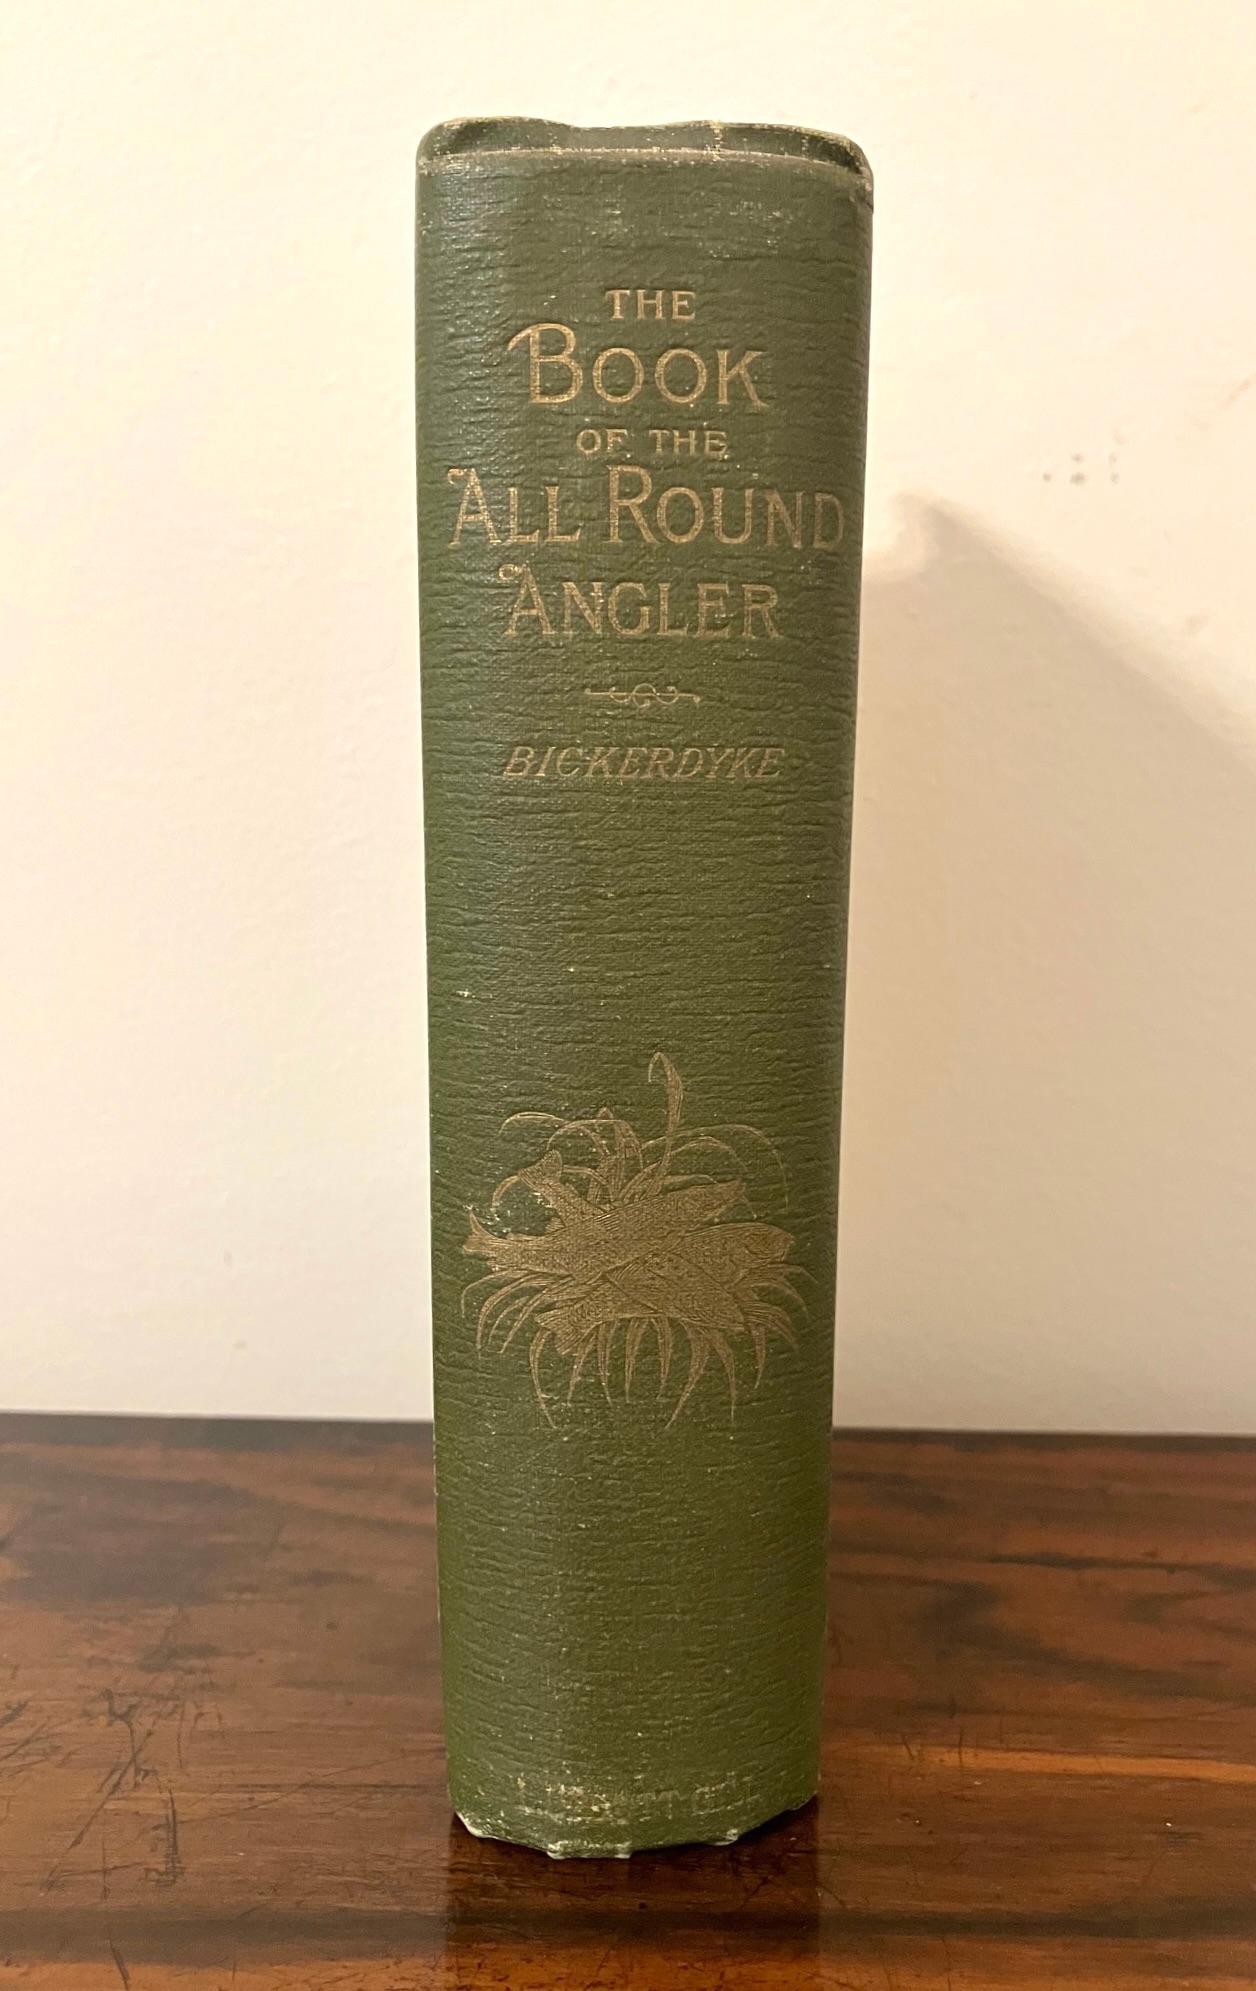 THE
BOOK
OF THE
ALL ROUND
ANGLER
BICKERDYKE